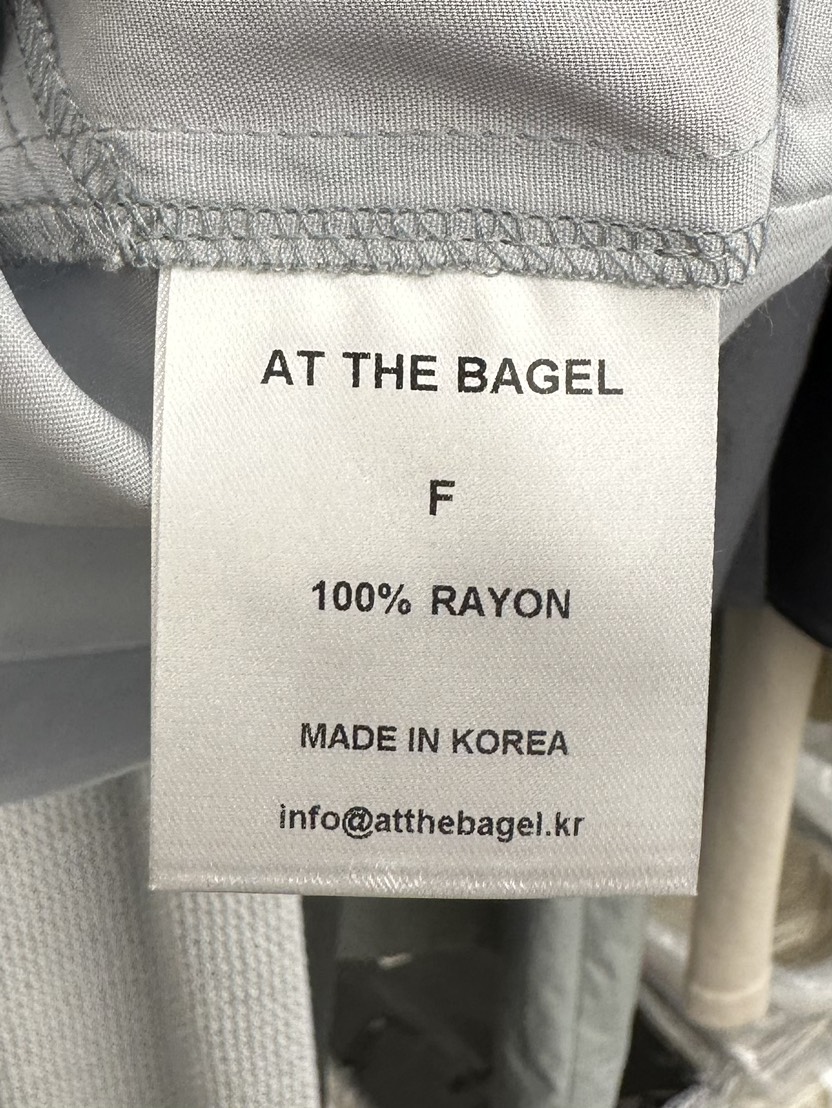 AT THE BAGEL
F
100% RAYON
MADE IN KOREA
info@atthebagel.kr